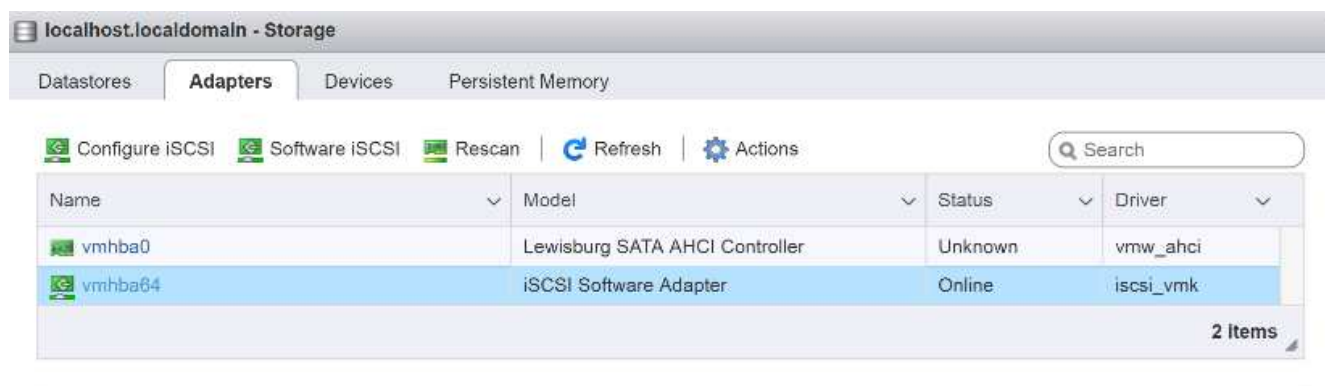 localhost.localdomain - Storage
Datastores Adapters Devices Persistent Memory
Configure iSCSI Software iSCSI Rescan Refresh Actions Search
Name Model Status Driver
vmhba0 Lewisburg SATA AHCI Controller Unknown vmw_ahci
vmhba64 iSCSI Software Adapter Online iscsi_vmk
2 items